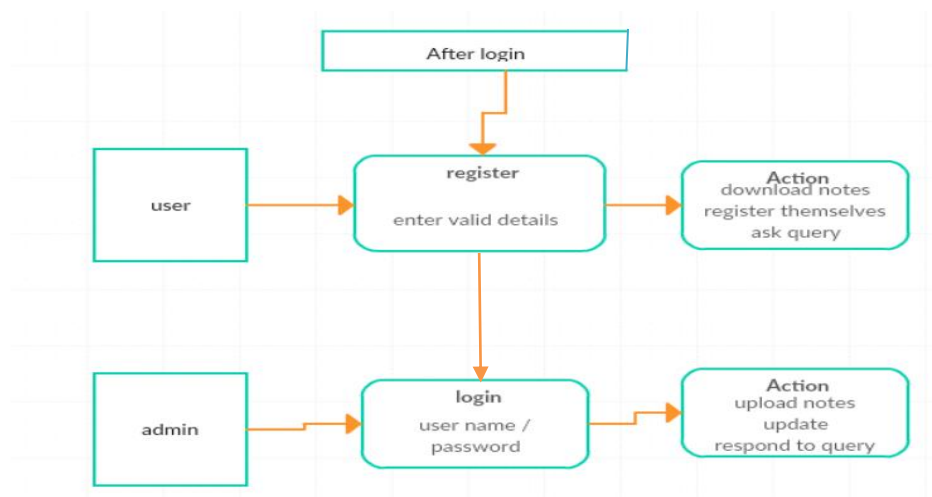 After login
register
user
enter valid details
Action
download notes
register themselves
ask query
admin
login
user name /
password
Action
upload notes
update
respond to query